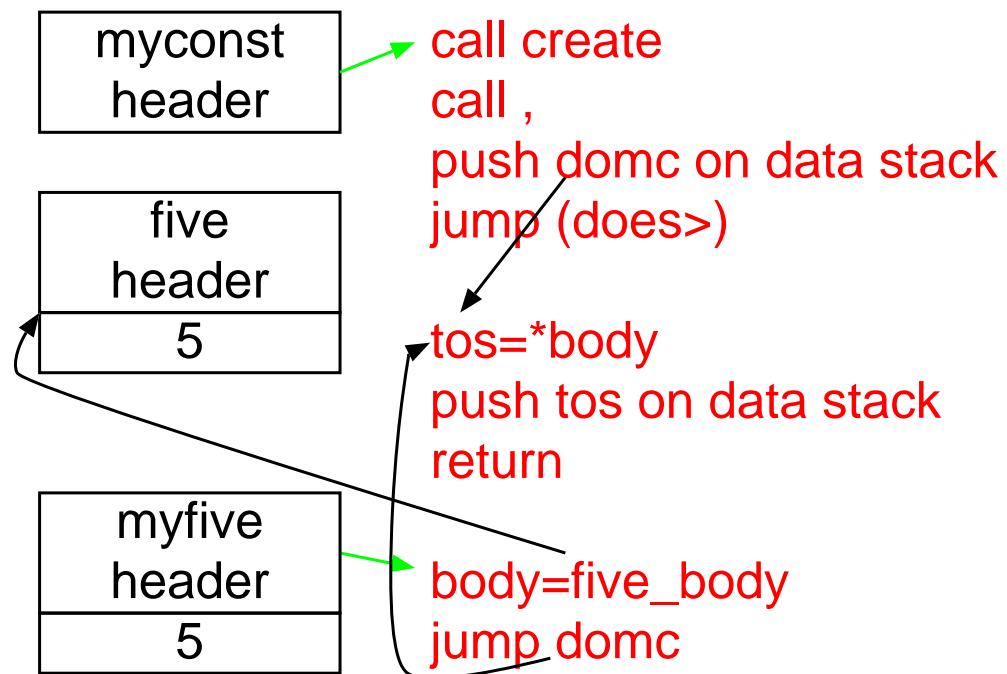 myconst
header
call create
call ,
push domc on data stack
jump (does>)
five
header
5
tos=*body
push tos on data stack
return
myfive
header
5
body=five_body
jump domc